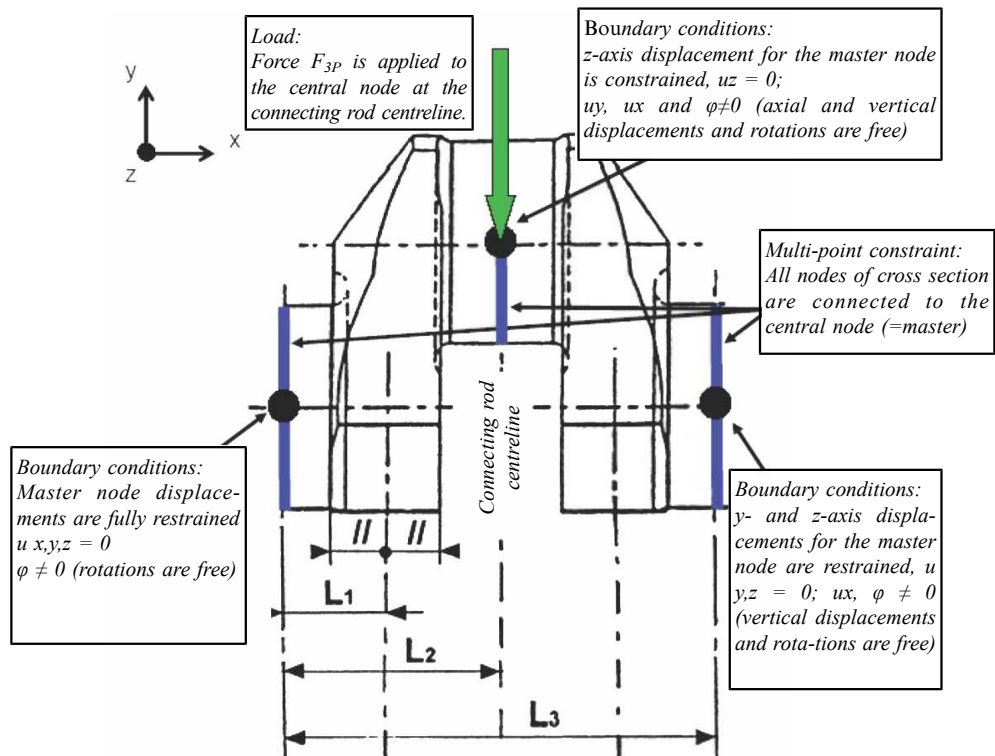 Load:
Force F3P is applied to
the central node at the
connecting rod centreline.
Boundary conditions:
z-axis displacement for the master node
is constrained, uz = 0;
uy, ux and φ≠0 (axial and vertical
displacements and rotations are free)
y
x
z
Multi-point constraint:
All nodes of cross section
are connected to the
central node (=master)
Connecting rod
centreline
Boundary conditions:
Master node displace-
ments are fully restrained
u x,y,z = 0
φ ≠ 0 (rotations are free)
Boundary conditions:
y- and z-axis displa-
cements for the master
node are restrained, u
y,z = 0; ux, φ ≠ 0
(vertical displacements
and rota-tions are free)
// //
L1
L2
L3